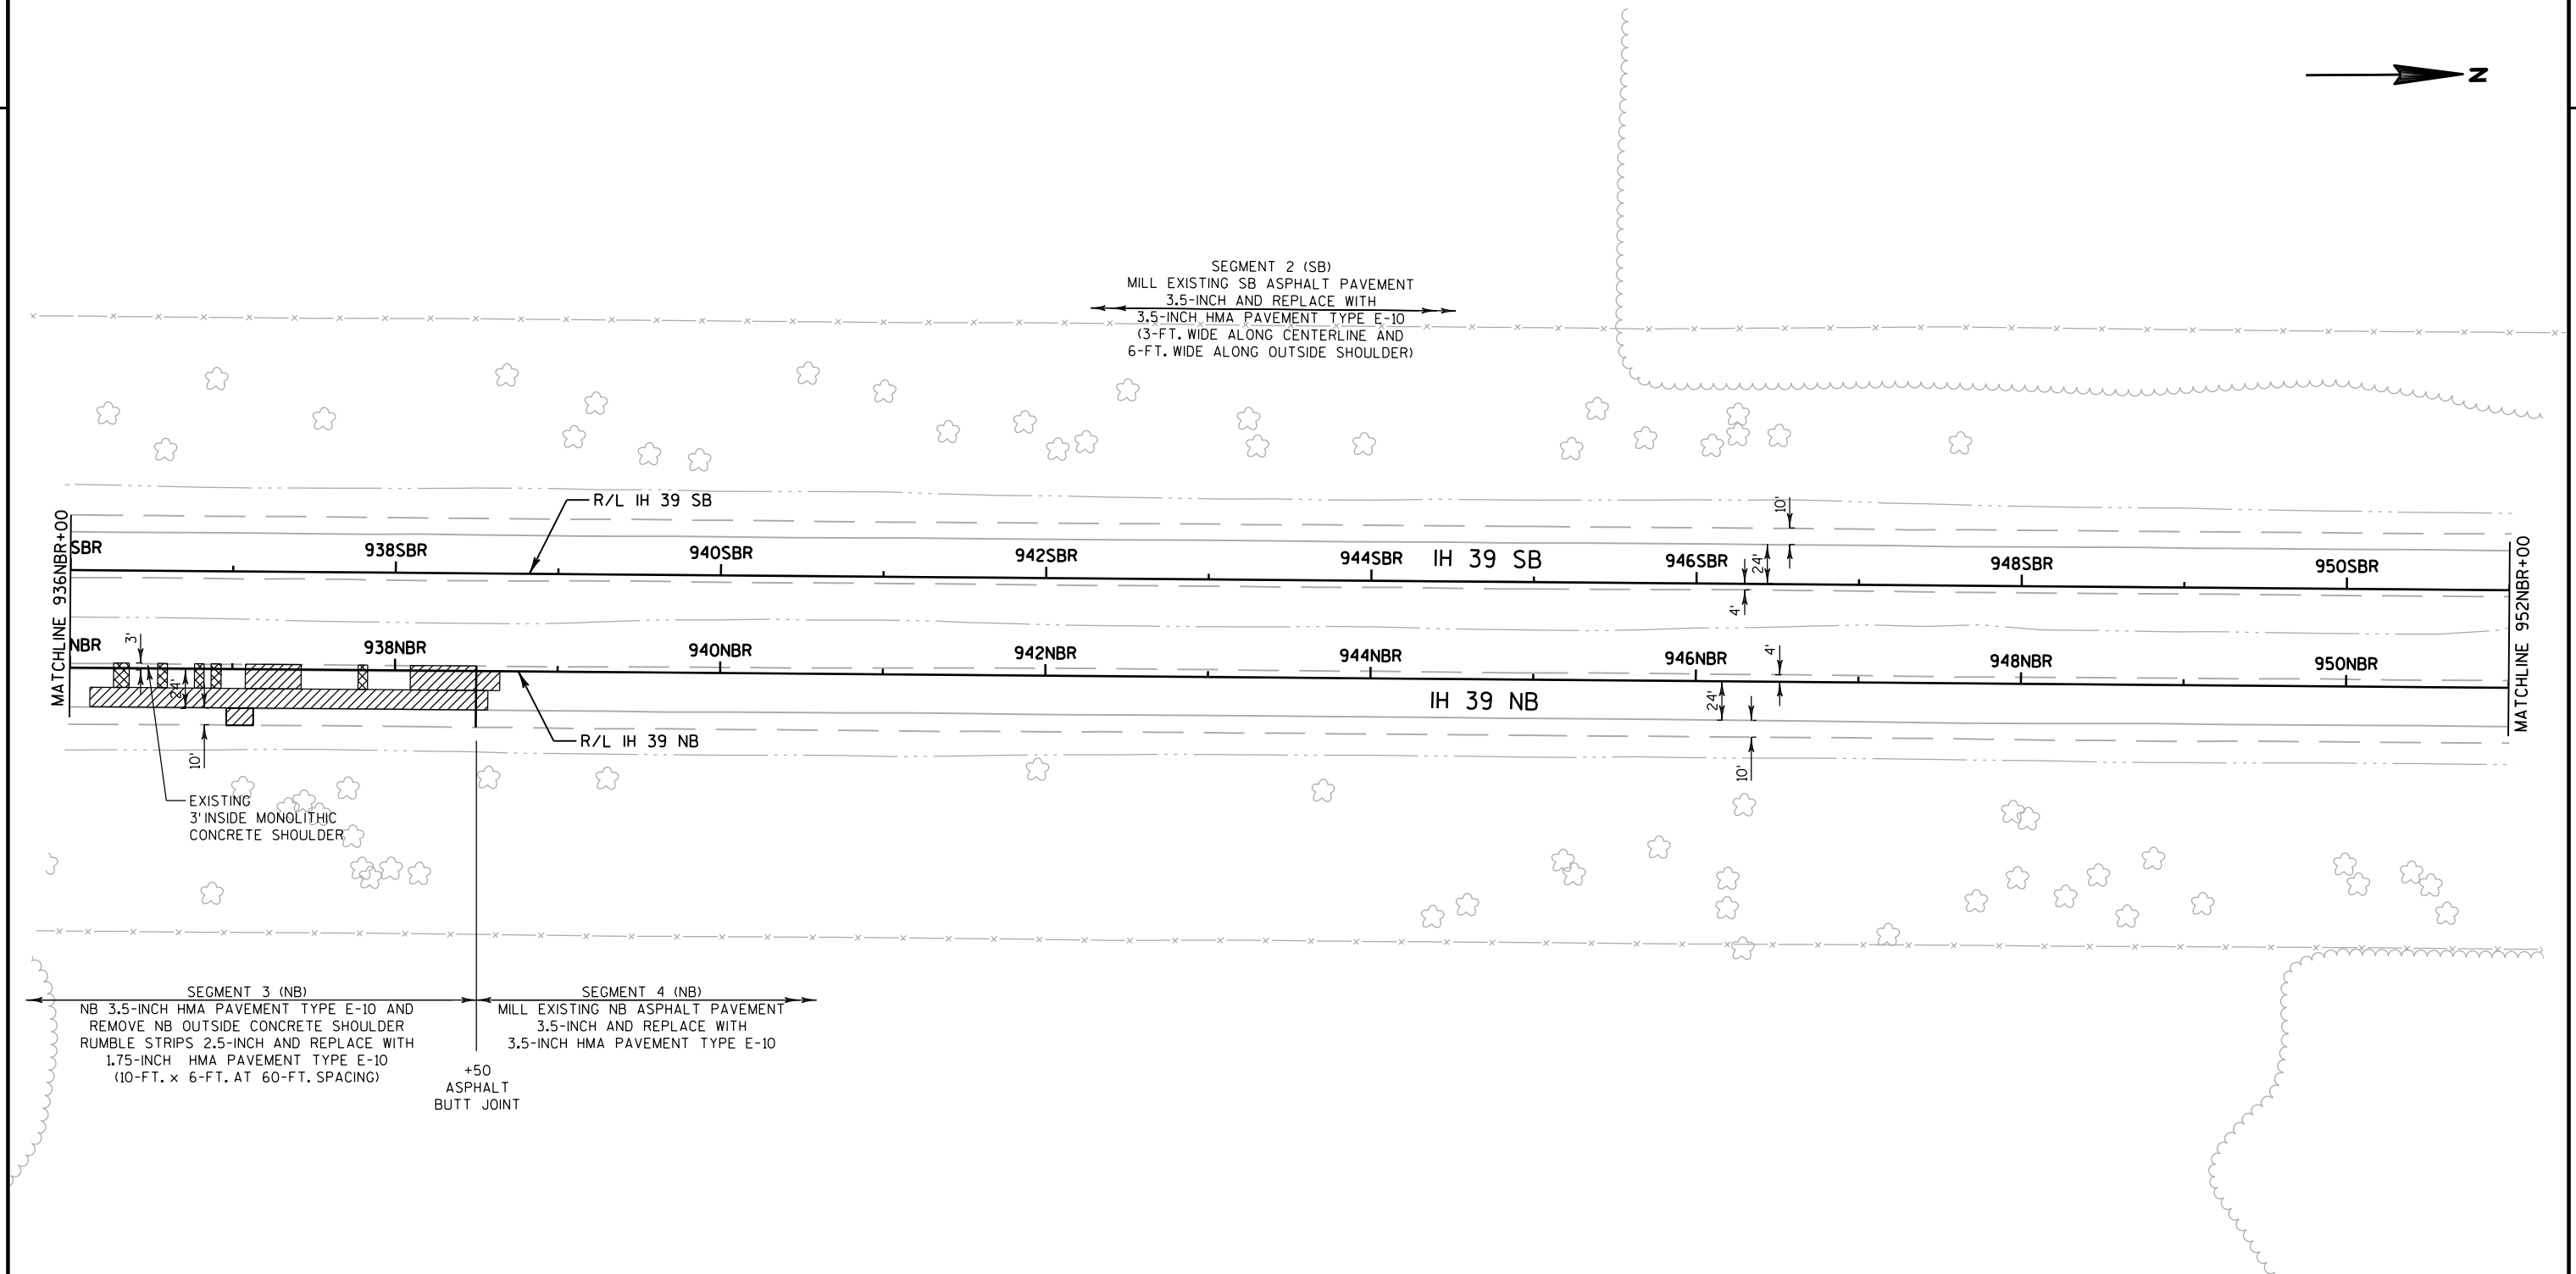 N
SEGMENT 2 (SB)
MILL EXISTING SB ASPHALT PAVEMENT
3.5-INCH AND REPLACE WITH
3.5-INCH HMA PAVEMENT TYPE E-10
(3-FT. WIDE ALONG CENTERLINE AND
6-FT. WIDE ALONG OUTSIDE SHOULDER)
R/L IH 39 SB
10'
MATCHLINE 936NBR+00
SBR
938SBR
940SBR
942SBR
944SBR
IH 39 SB
946SBR
24'
948SBR
950SBR
MATCHLINE 952NBR+00
4'
3'
NBR
938NBR
940NBR
942NBR
944NBR
946NBR
4'
948NBR
950NBR
24'
IH 39 NB
24'
R/L IH 39 NB
10'
10'
EXISTING
3' INSIDE MONOLITHIC
CONCRETE SHOULDER
SEGMENT 3 (NB)
NB 3.5-INCH HMA PAVEMENT TYPE E-10 AND
REMOVE NB OUTSIDE CONCRETE SHOULDER
RUMBLE STRIPS 2.5-INCH AND REPLACE WITH
1.75-INCH HMA PAVEMENT TYPE E-10
(10-FT. x 6-FT. AT 60-FT. SPACING)
SEGMENT 4 (NB)
MILL EXISTING NB ASPHALT PAVEMENT
3.5-INCH AND REPLACE WITH
3.5-INCH HMA PAVEMENT TYPE E-10
+50
ASPHALT
BUTT JOINT